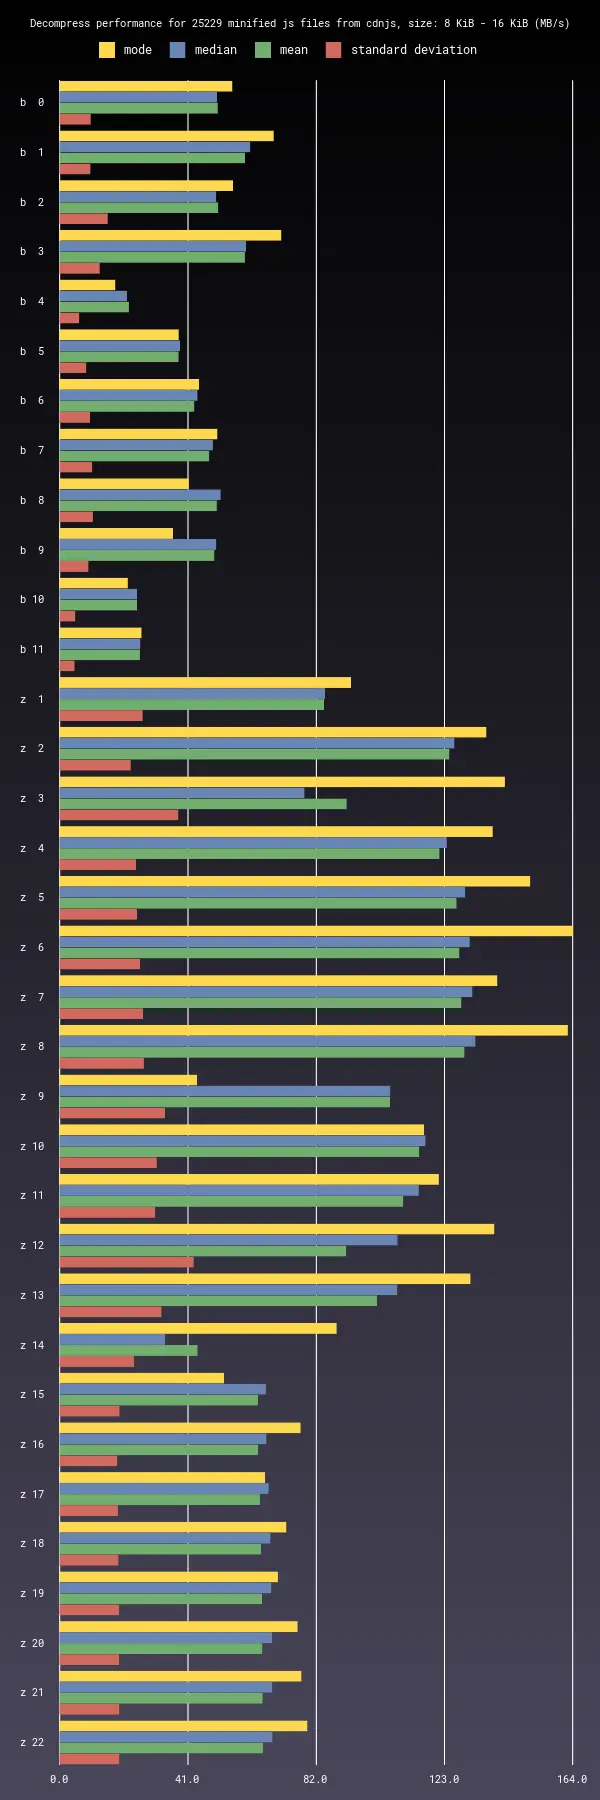 Decompress performance for 25229 minified js files from cdnjs, size: 8 KiB - 16 KiB (MB/s)
mode median mean standard deviation
b 0
b 1
b 2
b 3
b 4
b 5
b 6
b 7
b 8
b 9
b 10
b 11
z 1
z 2
z 3
z 4
z 5
z 6
z 7
z 8
z 9
z 10
z 11
z 12
z 13
z 14
z 15
z 16
z 17
z 18
z 19
z 20
z 21
z 22
0.0 41.0 82.0 123.0 164.0